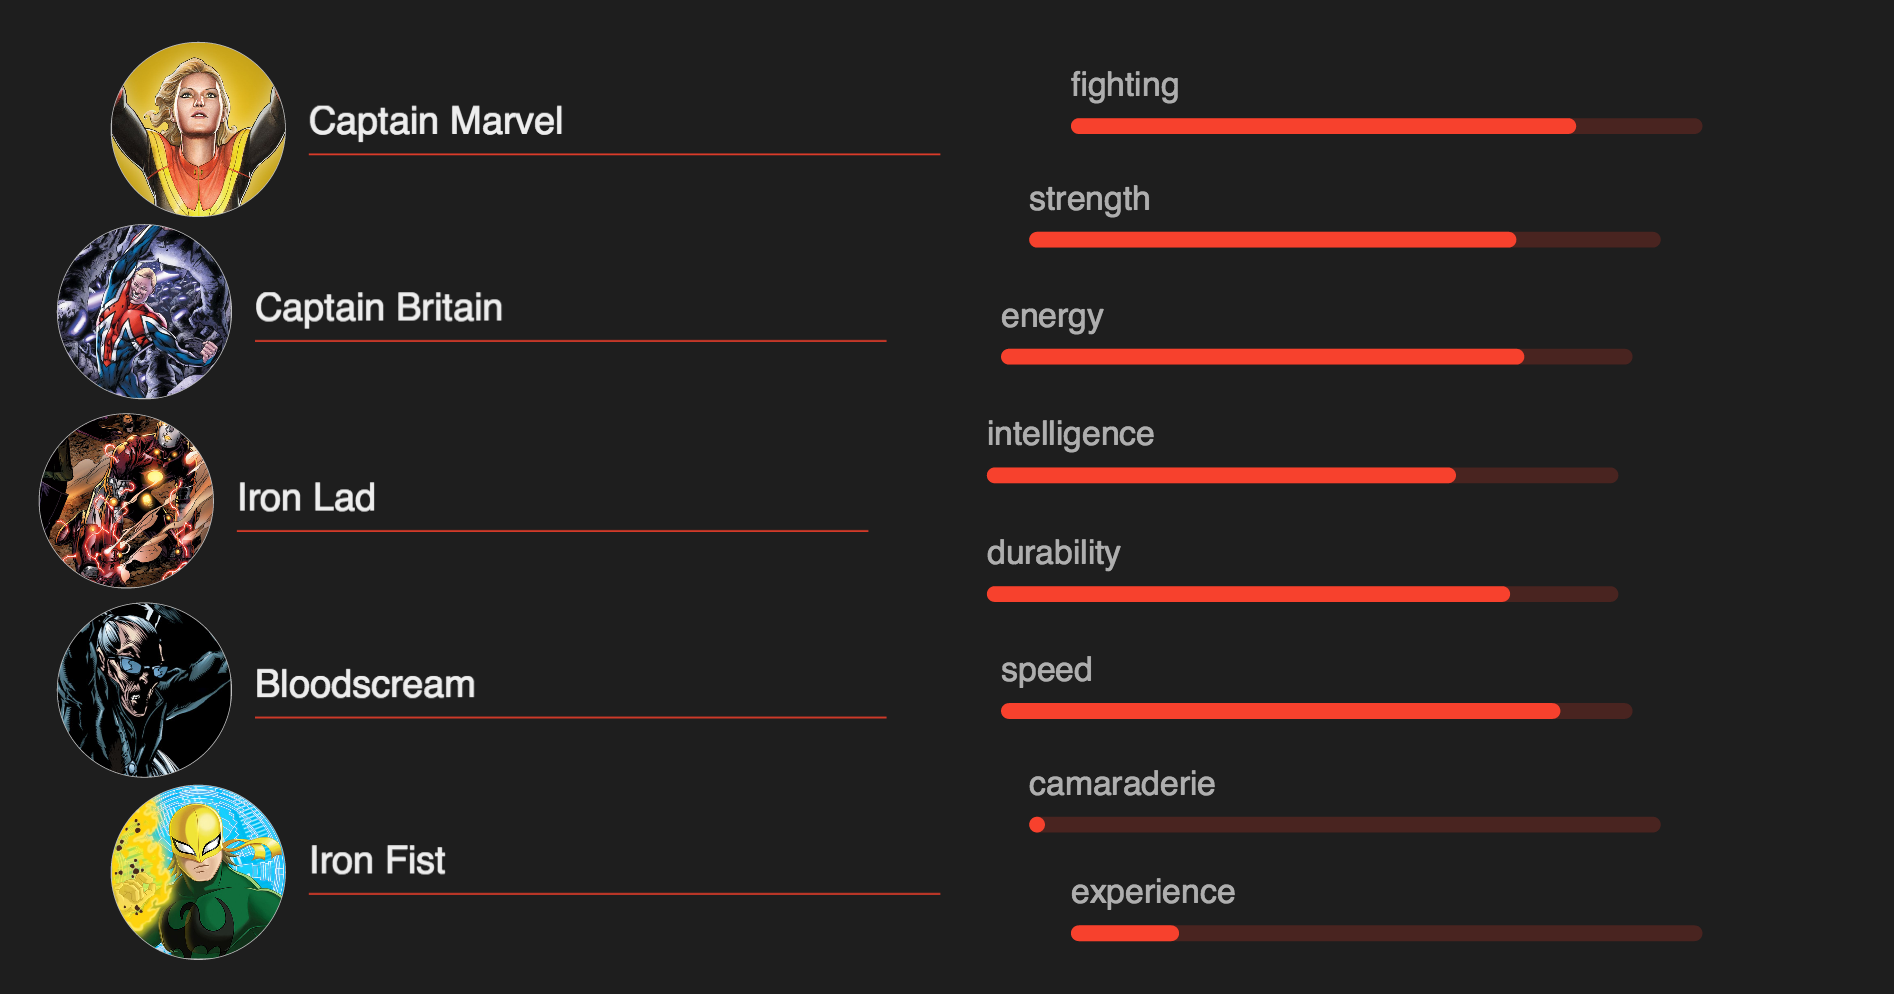 Captain Marvel
Captain Britain
Iron Lad
Bloodscream
Iron Fist
fighting
strength
energy
intelligence
durability
speed
camaraderie
experience